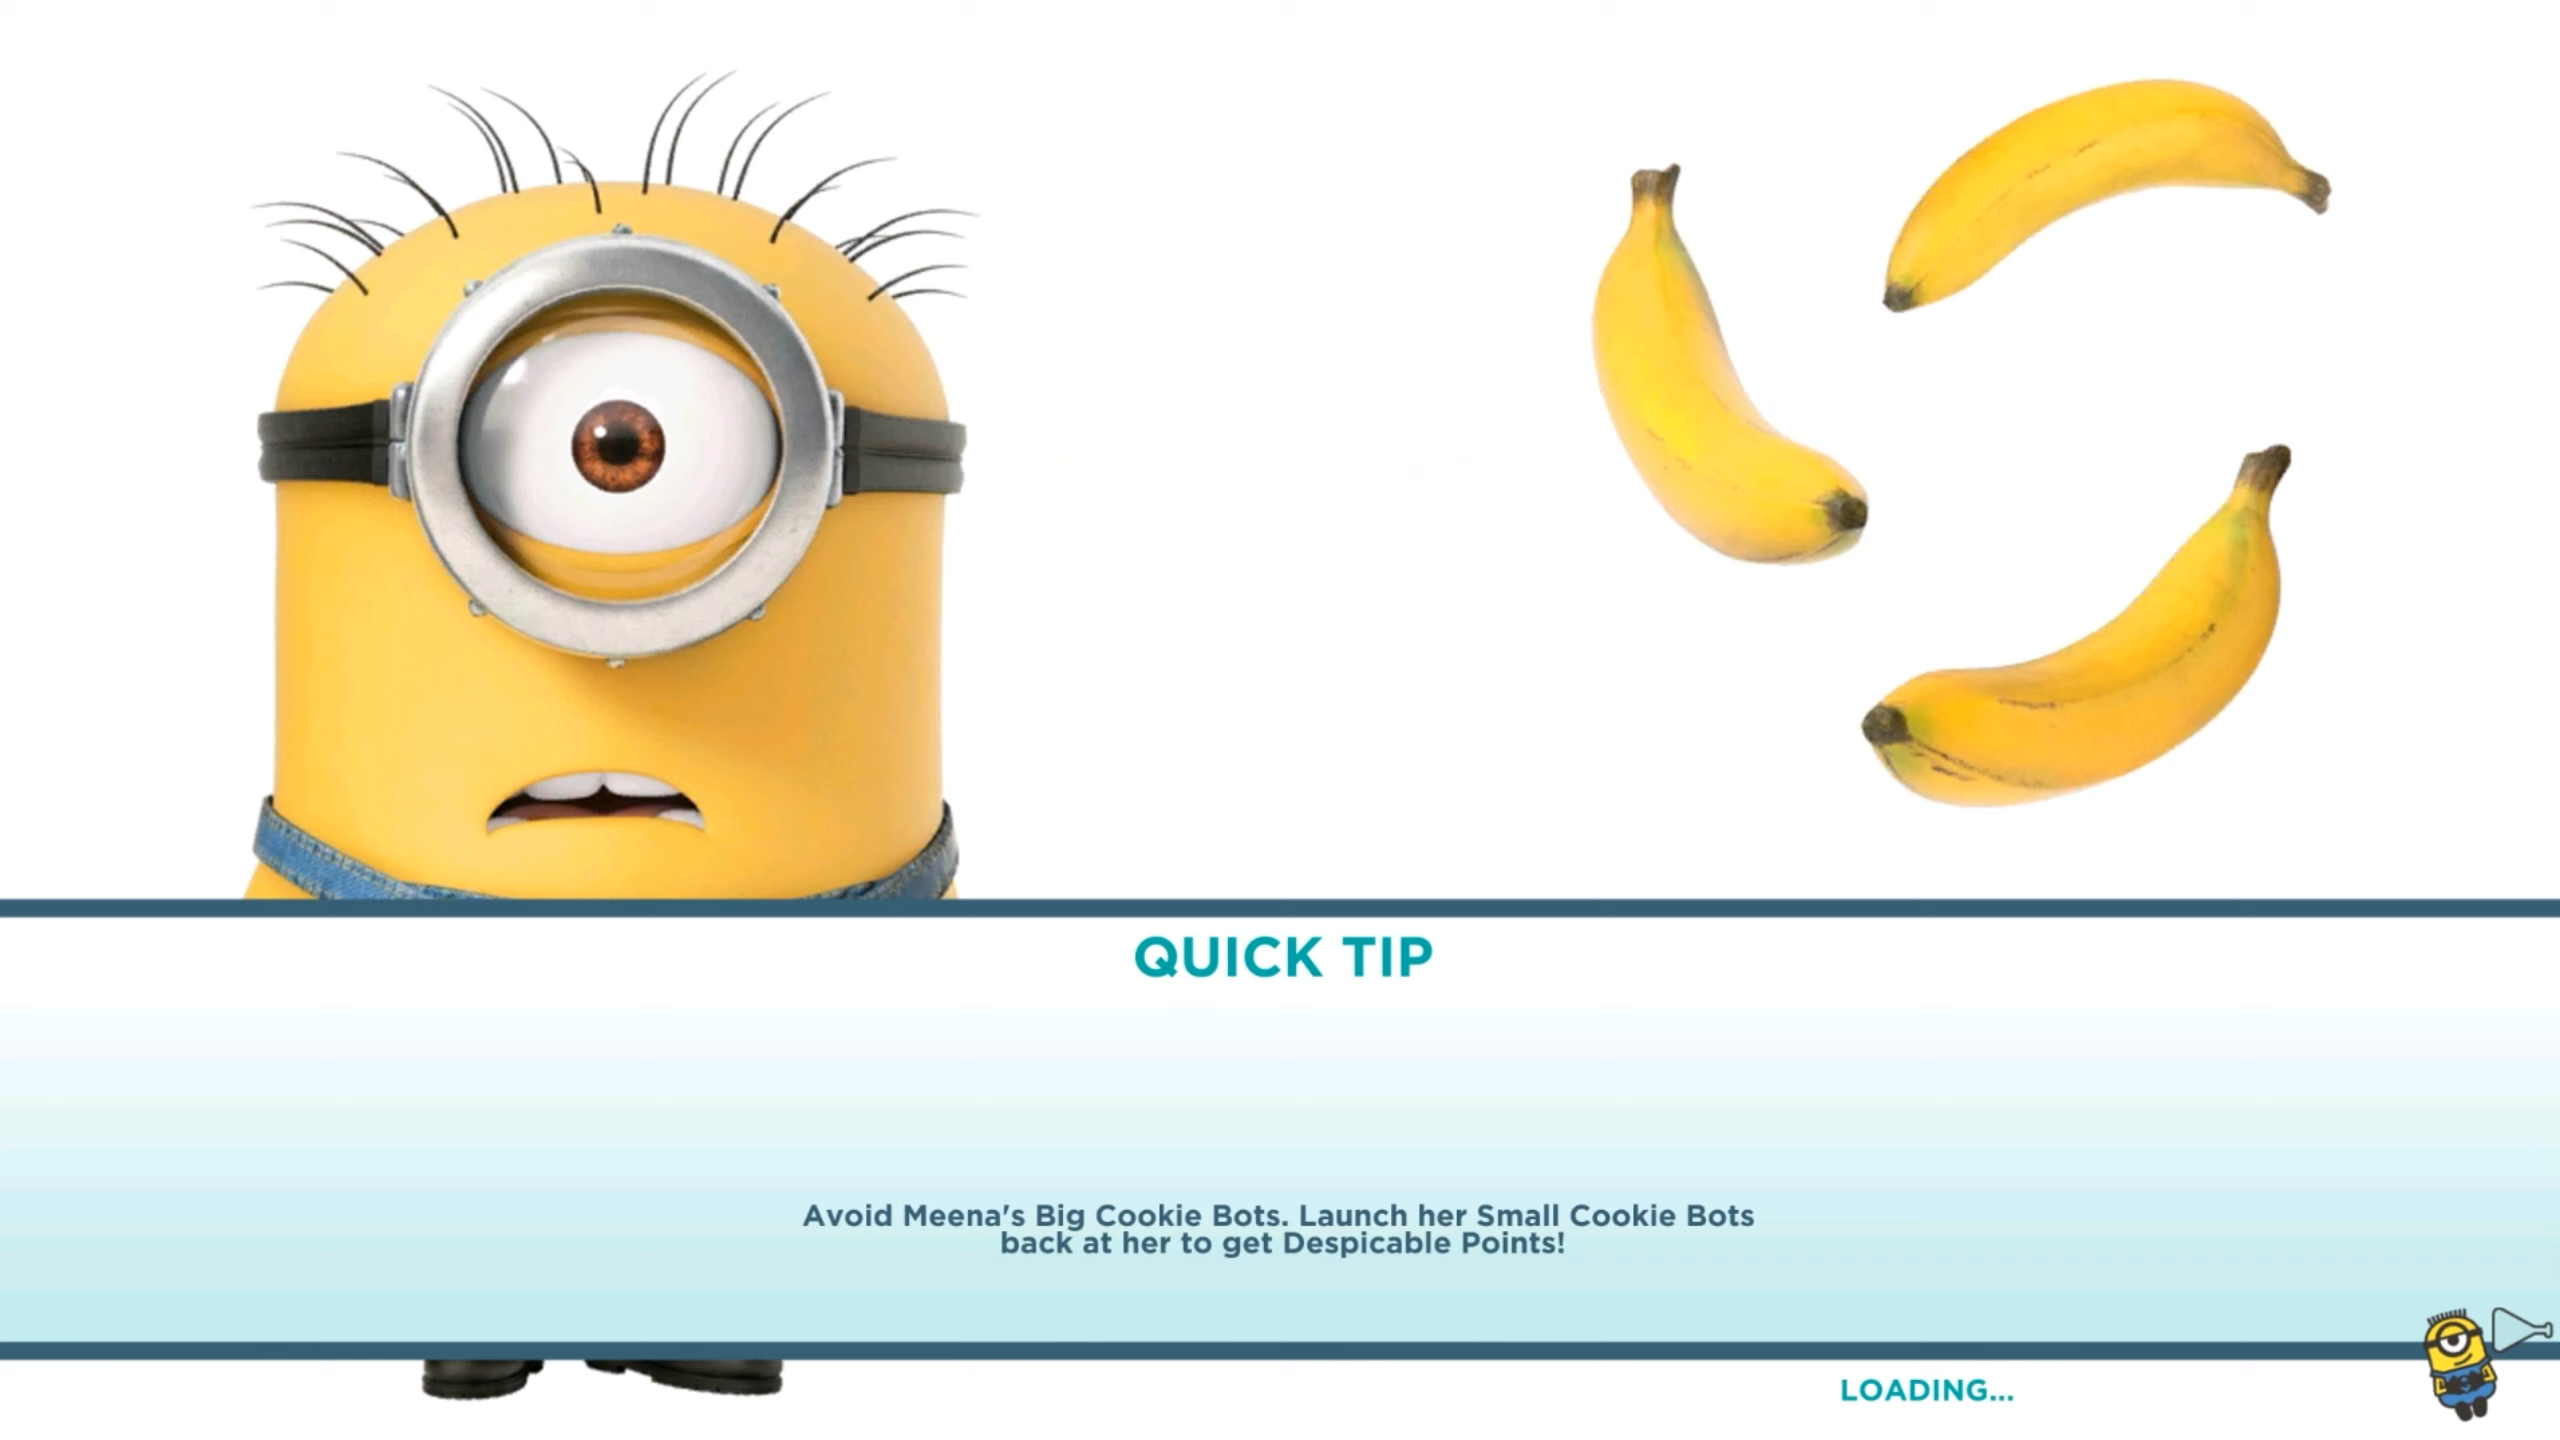 QUICK TIP
Avoid Meena's Big Cookie Bots. Launch her Small Cookie Bots
back at her to get Despicable Points!
LOADING...